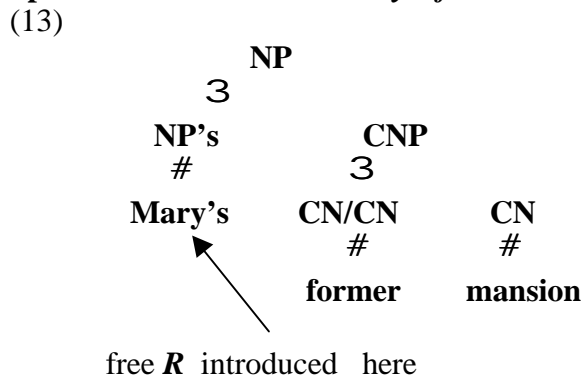 (13)
NP
3
NP's CNP
# 3
Mary's CN/CN CN
# #
former mansion
free R introduced here